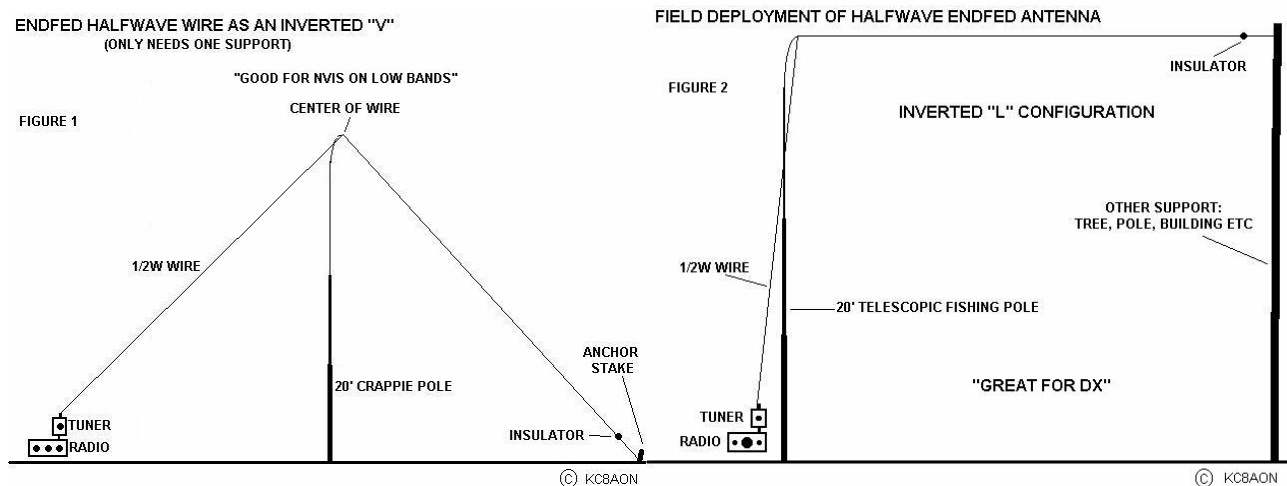 ENDFED HALFWAVE WIRE AS AN INVERTED "V"
(ONLY NEEDS ONE SUPPORT)
"GOOD FOR NVIS ON LOW BANDS"
CENTER OF WIRE
FIGURE 1
1/2W WIRE
20' CRAPPIE POLE
ANCHOR
STAKE
INSULATOR
TUNER
RADIO
© KC8AON
FIELD DEPLOYMENT OF HALFWAVE ENDFED ANTENNA
INSULATOR
FIGURE 2
INVERTED "L" CONFIGURATION
OTHER SUPPORT:
TREE, POLE, BUILDING ETC
1/2W WIRE
20' TELESCOPIC FISHING POLE
"GREAT FOR DX"
TUNER
RADIO
© KC8AON